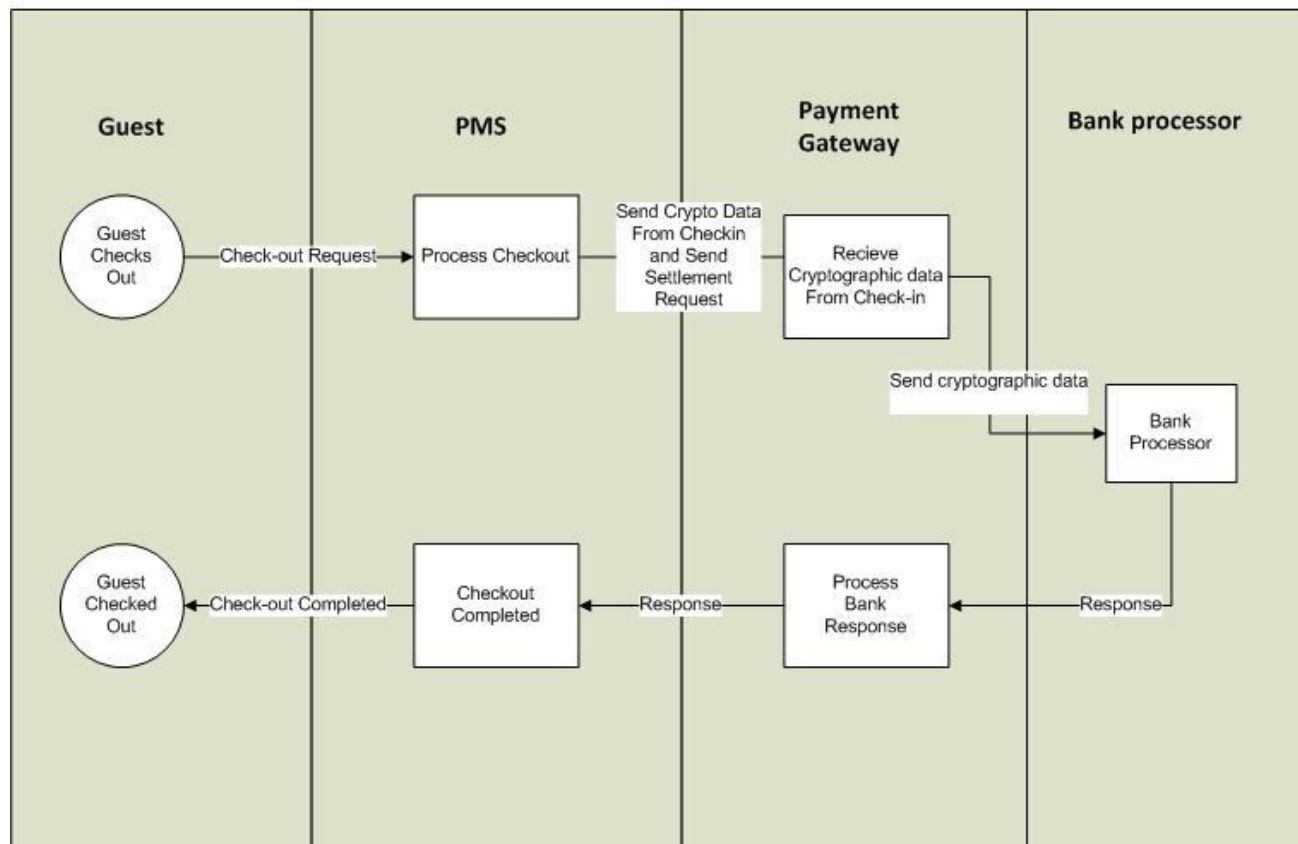 Guest
PMS
Payment
Gateway
Bank processor
Guest
Checks
Out
Check-out Request
Process Checkout
Send Crypto Data
From Checkin
and Send
Settlement
Request
Recieve
Cryptographic data
From Check-in
Send cryptographic data
Bank
Processor
Guest
Checked
Out
Check-out Completed
Checkout
Completed
Response
Process
Bank
Response
Response